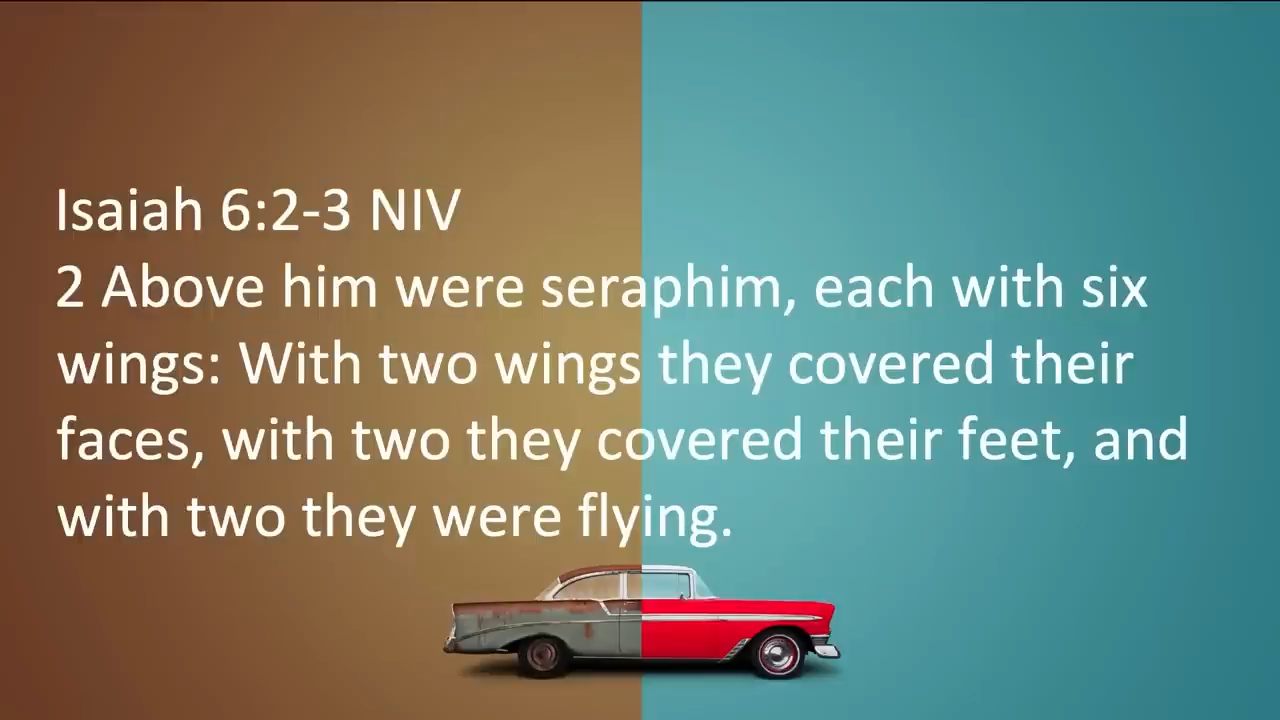 Isaiah 6:2-3 NIV
2 Above him were seraphim, each with six
wings: With two wings they covered their
faces, with two they covered their feet, and
with two they were flying.